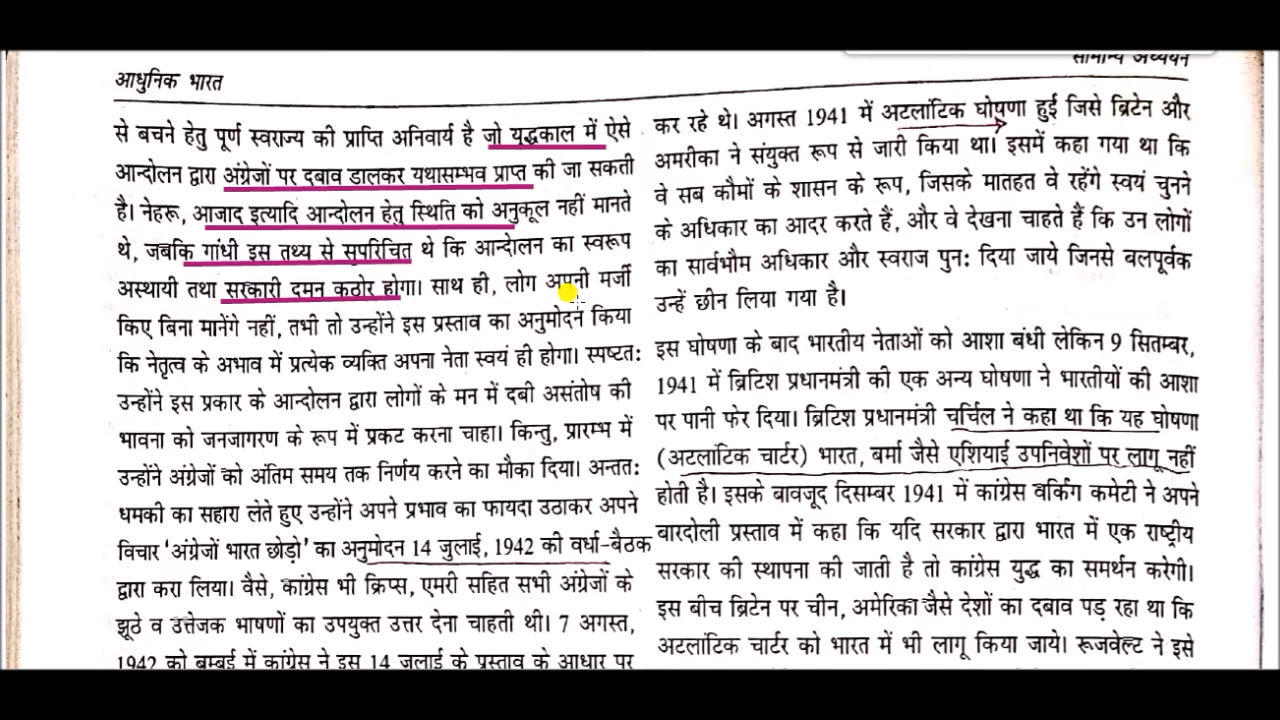 आधुनिक भारत
सामान्य अध्ययन
से बचने हेतु पूर्ण स्वराज्य की प्राप्ति अनिवार्य है जो युद्धकाल में ऐसे
आन्दोलन द्वारा अंग्रेजों पर दबाव डालकर यथासम्भव प्राप्त की जा सकती
है। नेहरू, आजाद इत्यादि आन्दोलन हेतु स्थिति को अनुकूल नहीं मानते
थे, जबकि गांधी इस तथ्य से सुपरिचित थे कि आन्दोलन का स्वरूप
अस्थायी तथा सरकारी दमन कठोर होगा। साथ ही, लोग अपनी मर्जी
किए बिना मानेंगे नहीं, तभी तो उन्होंने इस प्रस्ताव का अनुमोदन किया
कि नेतृत्व के अभाव में प्रत्येक व्यक्ति अपना नेता स्वयं ही होगा। स्पष्टत:
उन्होंने इस प्रकार के आन्दोलन द्वारा लोगों के मन में दबी असंतोष की
भावना को जनजागरण के रूप में प्रकट करना चाहा। किन्तु, प्रारम्भ में
उन्होंने अंग्रेजों को अंतिम समय तक निर्णय करने का मौका दिया। अन्तत:
धमकी का सहारा लेते हुए उन्होंने अपने प्रभाव का फायदा उठाकर अपने
विचार ‘अंग्रेजों भारत छोड़ो’ का अनुमोदन 14 जुलाई, 1942 की वर्धा-बैठक
द्वारा करा लिया। वैसे, कांग्रेस भी क्रिप्स, एमरी सहित सभी अंग्रेजों के
झूठे व उत्तेजक भाषणों का उपयुक्त उत्तर देना चाहती थी। 7 अगस्त,
1942 को बम्बई में कांग्रेस ने इस 14 जुलाई के प्रस्ताव के आधार पर
कर रहे थे। अगस्त 1941 में अटलांटिक घोषणा हुई जिसे ब्रिटेन और
अमरीका ने संयुक्त रूप से जारी किया था। इसमें कहा गया था कि
वे सब कौमों के शासन के रूप, जिसके मातहत वे रहेंगे स्वयं चुनने
के अधिकार का आदर करते हैं, और वे देखना चाहते हैं कि उन लोगों
का सार्वभौम अधिकार और स्वराज पुन: दिया जाये जिनसे बलपूर्वक
उन्हें छीन लिया गया है।
इस घोषणा के बाद भारतीय नेताओं को आशा बंधी लेकिन 9 सितम्बर,
1941 में ब्रिटिश प्रधानमंत्री की एक अन्य घोषणा ने भारतीयों की आशा
पर पानी फेर दिया। ब्रिटिश प्रधानमंत्री चर्चिल ने कहा था कि यह घोषणा
(अटलांटिक चार्टर) भारत, बर्मा जैसे एशियाई उपनिवेशों पर लागू नहीं
होती है। इसके बावजूद दिसम्बर 1941 में कांग्रेस वर्किंग कमेटी ने अपने
वारदोली प्रस्ताव में कहा कि यदि सरकार द्वारा भारत में एक राष्ट्रीय
सरकार की स्थापना की जाती है तो कांग्रेस युद्ध का समर्थन करेगी।
इस बीच ब्रिटेन पर चीन, अमेरिका जैसे देशों का दबाव पड़ रहा था कि
अटलांटिक चार्टर को भारत में भी लागू किया जाये। रूजवेल्ट ने इसे